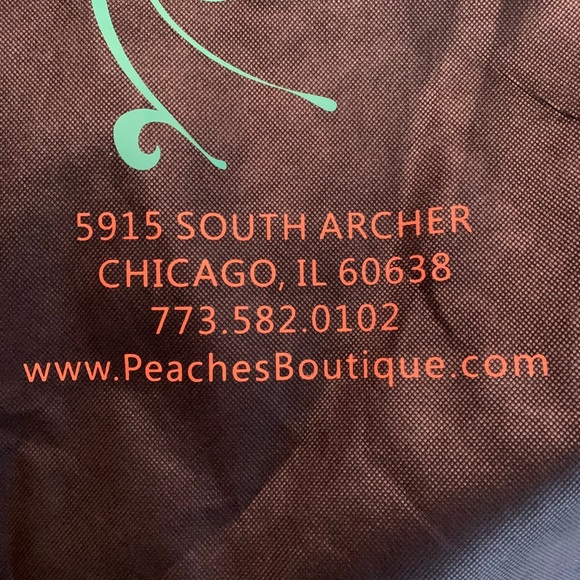 5915 SOUTH ARCHER
CHICAGO, IL 60638
773.582.0102
www.PeachesBoutique.com